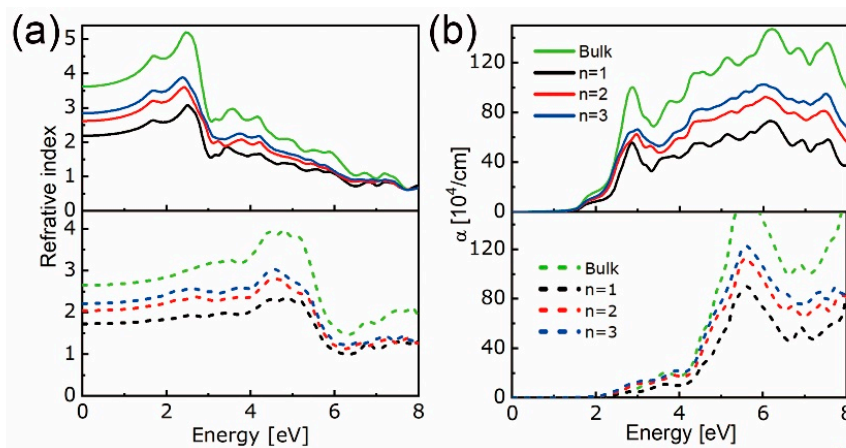 (a)
Refrative index
5
4
3
2
1
0
4
3
2
1
0
0 2 4 6 8
Energy [eV]
(b)
α [10⁴/cm]
Bulk
n=1
n=2
n=3
160
120
80
40
0
Bulk
n=1
n=2
n=3
120
80
40
0
0 2 4 6 8
Energy [eV]